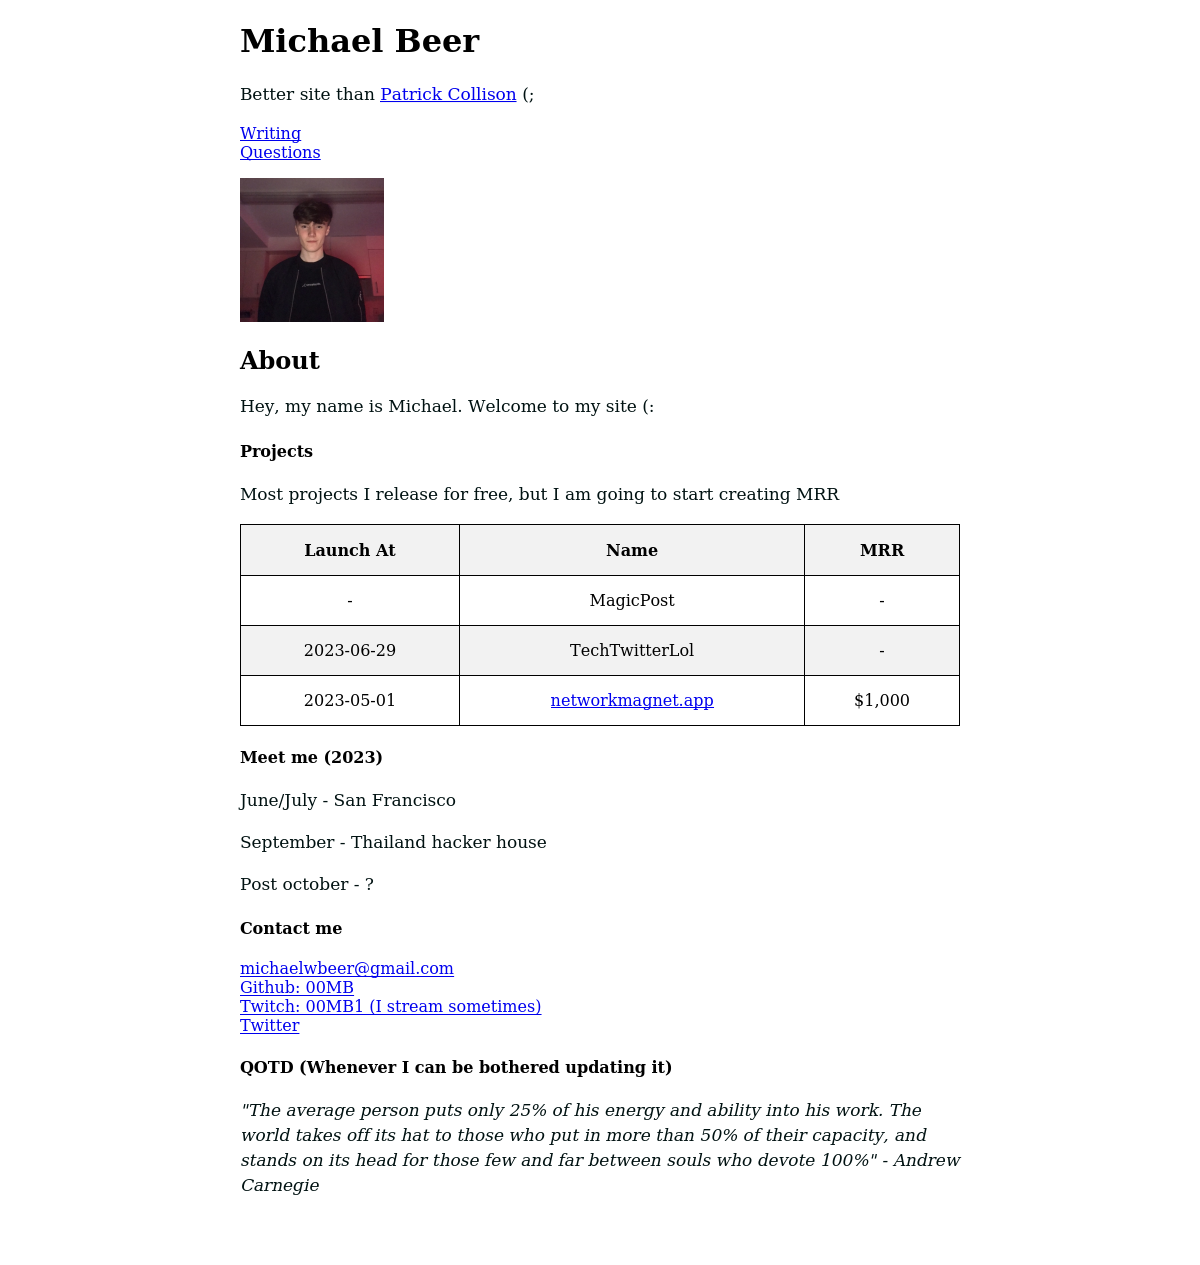 Michael Beer
Better site than Patrick Collison (;
Writing
Questions
About
Hey, my name is Michael. Welcome to my site (:
Projects
Most projects I release for free, but I am going to start creating MRR
Launch At Name MRR
- MagicPost -
2023-06-29 TechTwitterLol -
2023-05-01 networkmagnet.app $1,000
Meet me (2023)
June/July - San Francisco
September - Thailand hacker house
Post october - ?
Contact me
michaelwbeer@gmail.com
Github: 00MB
Twitch: 00MB1 (I stream sometimes)
Twitter
QOTD (Whenever I can be bothered updating it)
"The average person puts only 25% of his energy and ability into his work. The
world takes off its hat to those who put in more than 50% of their capacity, and
stands on its head for those few and far between souls who devote 100%" - Andrew
Carnegie